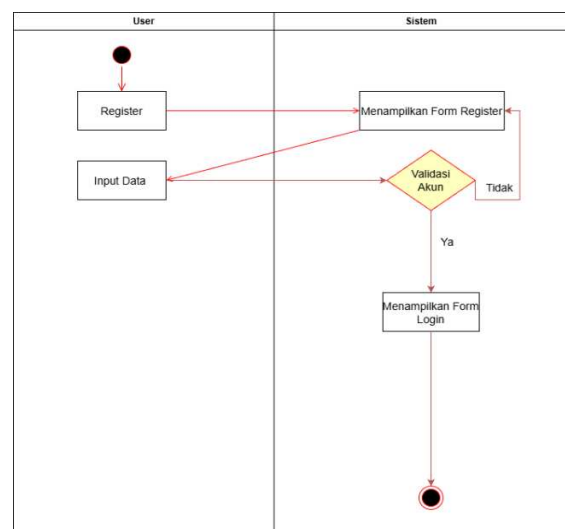 User
Sistem
Register
Menampilkan Form Register
Input Data
Validasi
Akun
Tidak
Ya
Menampilkan Form
Login